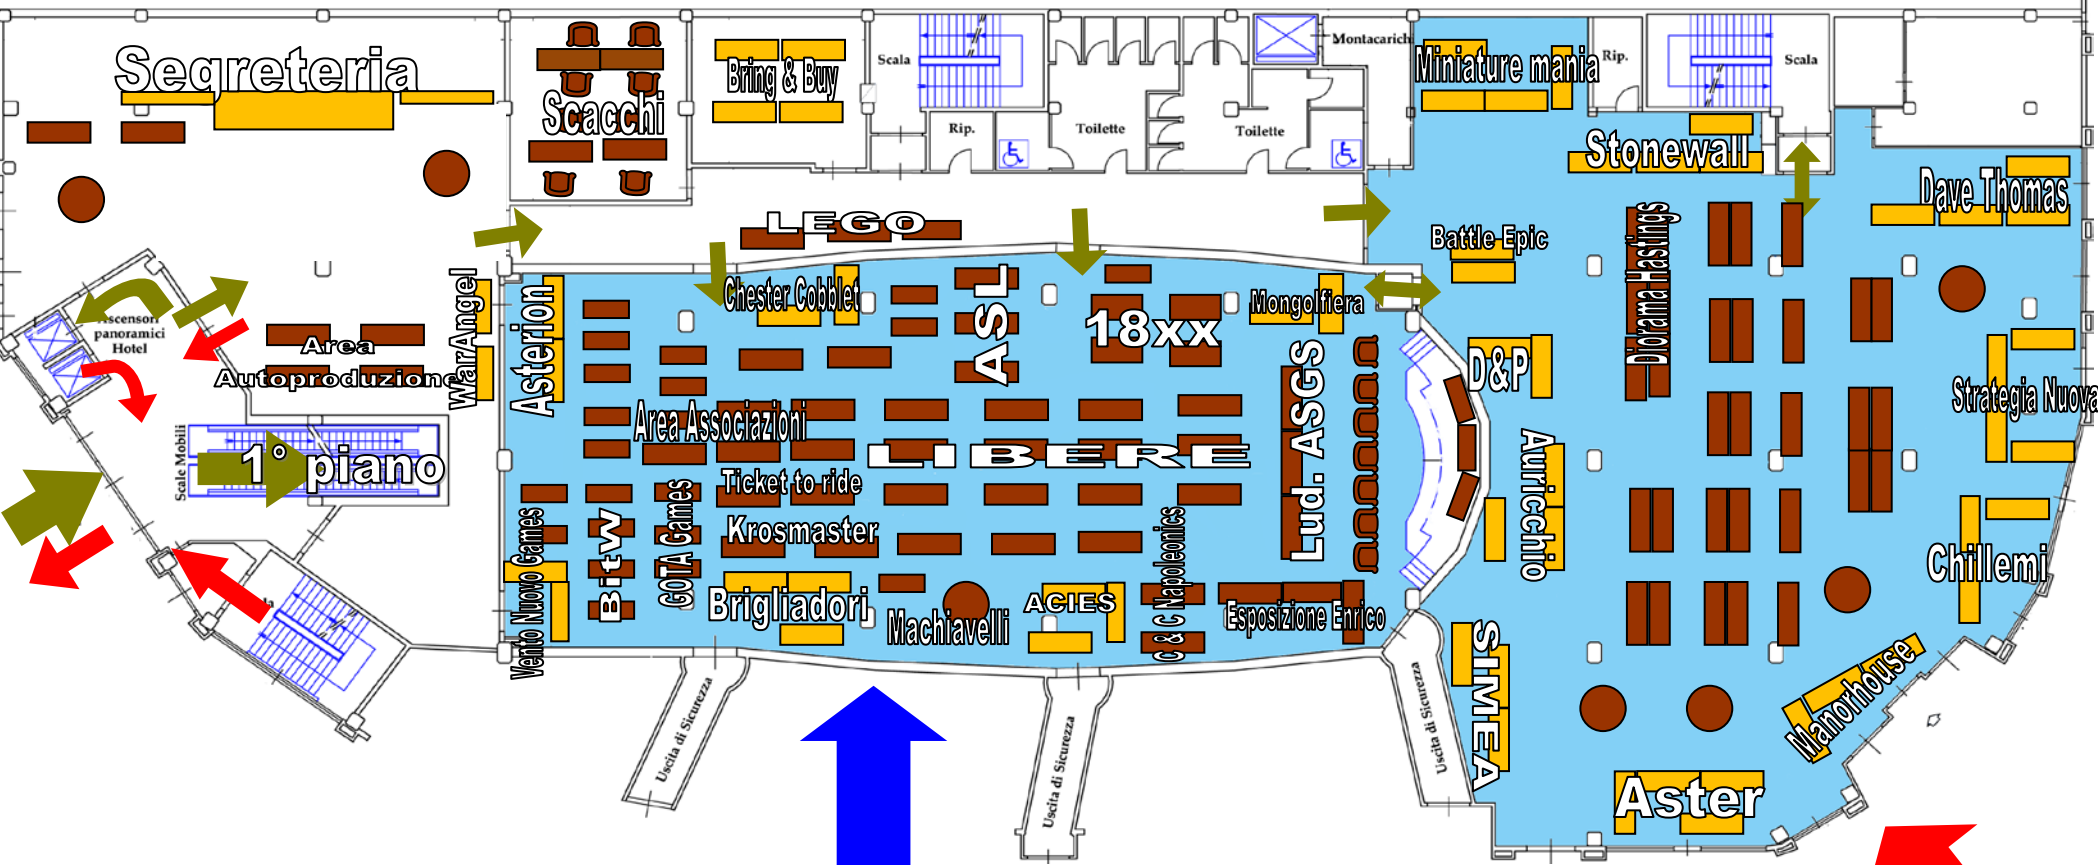 Segreteria
Scacchi
Bring & Buy
Scala
Rip.
Toilette
Toilette
Montacarich
Miniature mania
Rip.
Scala
Stonewall
Dave Thomas
LEGO
Battle Epic
Diorama Hastings
Ascensori
panoramici
Hotel
Area
Autoproduzione
WarAngel
Asterion
Chester Cobblet
ASL
18xx
Mongolfiera
Lud. ASGS
D&P
Strategia Nuova
Area Associazioni
LIBERE
Scale Mobili
1° piano
Ticket to ride
Krosmaster
Auricchio
Chillemi
Vento Nuovo Games
Bitw
GOTA Games
Brigliadori
Machiavelli
ACIES
C & C Napoleonics
Esposizione Enrico
SIMEA
Manorhouse
Aster
Uscita di Sicurezza
Uscita di Sicurezza
Uscita di Sicurezza